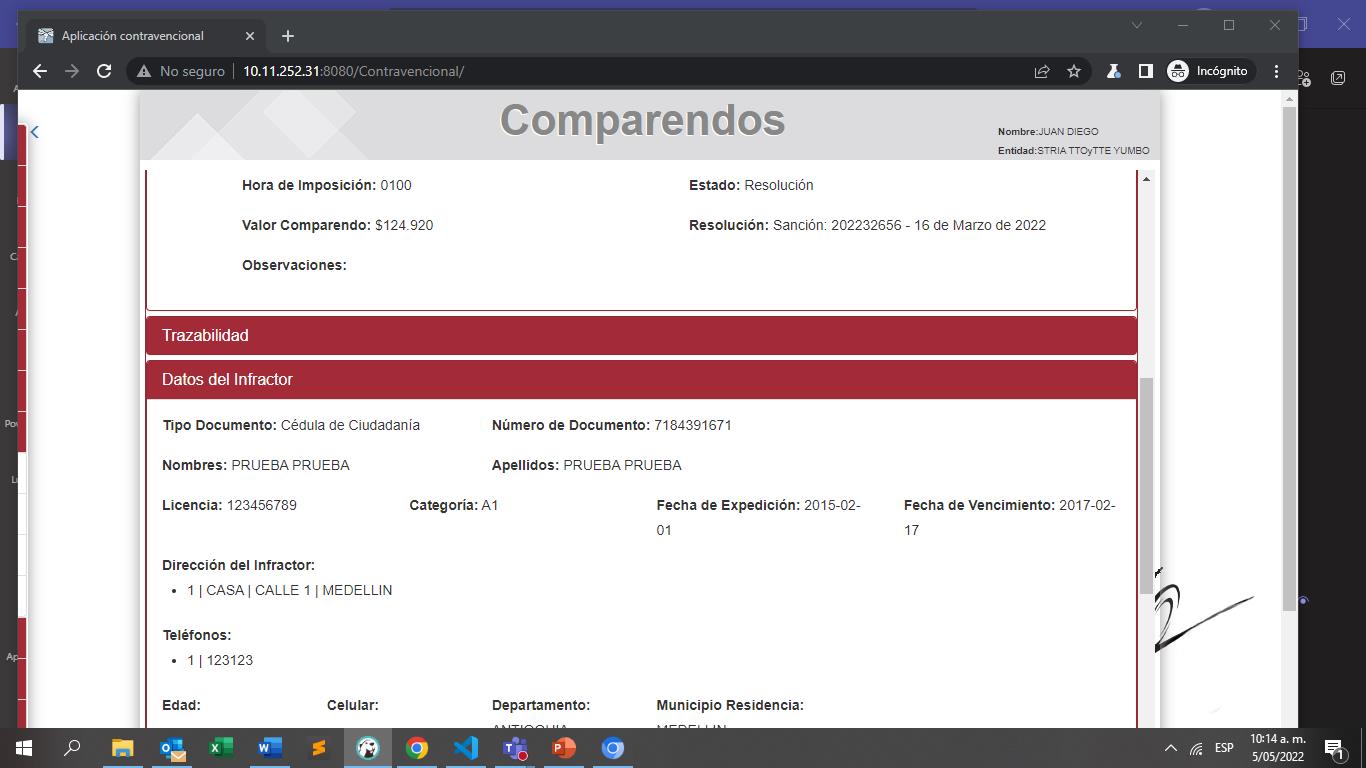 Aplicación contravencional
No seguro
10.11.252.31:8080/Contravencional/
Incógnito
Comparendos
Nombre:JUAN DIEGO
Entidad:STRIA TTOyTTE YUMBO
Hora de Imposición: 0100
Estado: Resolución
Valor Comparendo: $124.920
Resolución: Sanción: 202232656 - 16 de Marzo de 2022
Observaciones:
Trazabilidad
Datos del Infractor
Tipo Documento: Cédula de Ciudadanía
Número de Documento: 7184391671
Nombres: PRUEBA PRUEBA
Apellidos: PRUEBA PRUEBA
Licencia: 123456789
Categoría: A1
Fecha de Expedición: 2015-02-
01
Fecha de Vencimiento: 2017-02-
17
Dirección del Infractor:
1 | CASA | CALLE 1 | MEDELLIN
Teléfonos:
1 | 123123
Edad:
Celular:
Departamento:
ANTIOQUIA
Municipio Residencia:
MEDELLIN
ESP
10:14 a. m.
5/05/2022
1